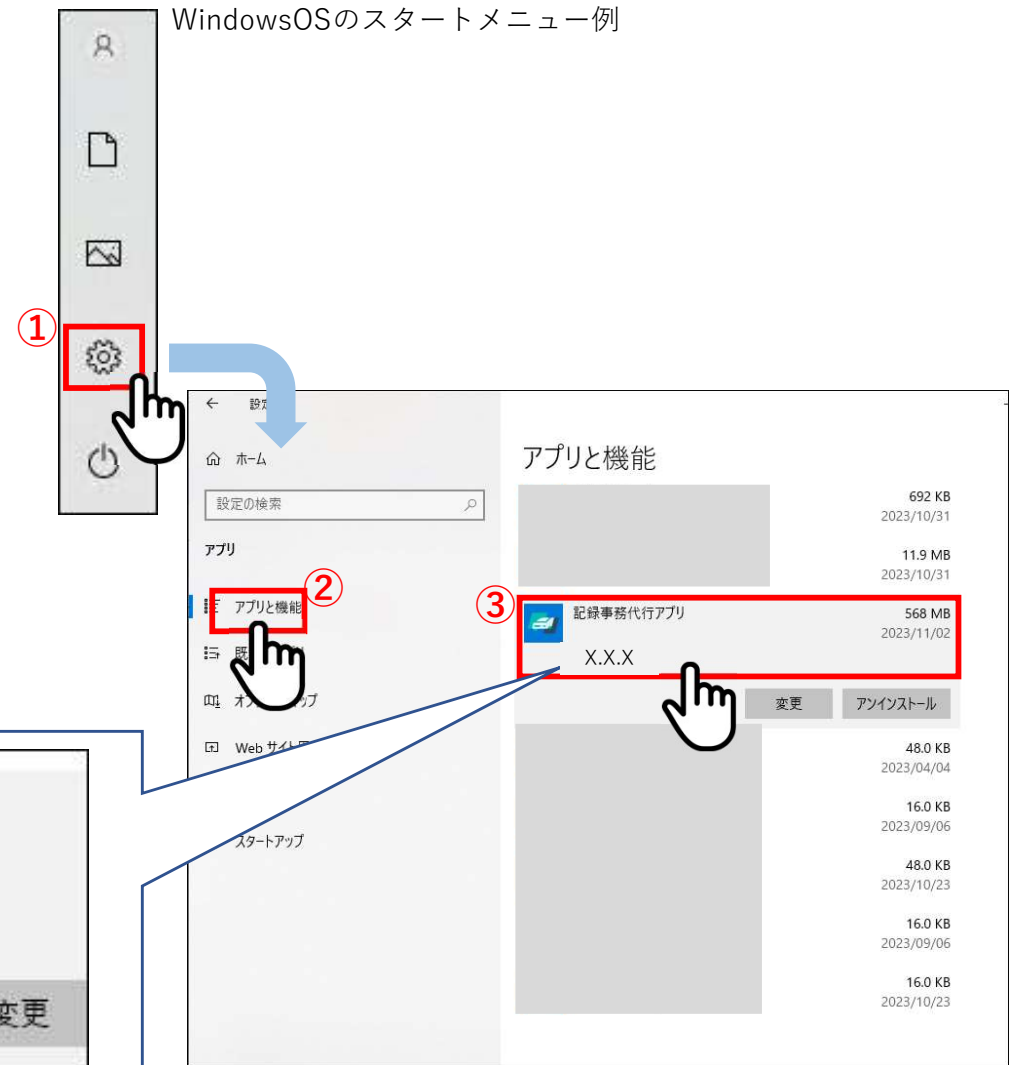 WindowsOSのスタートメニュー例
①
← 設定
ホーム
設定の検索
アプリ
② アプリと機能
Web サイト
スタートアップ
アプリと機能
692 KB
2023/10/31
11.9 MB
2023/10/31
③ 記録事務代行アプリ 568 MB
2023/11/02
X.X.X
変更 アンインストール
48.0 KB
2023/04/04
16.0 KB
2023/09/06
48.0 KB
2023/10/23
16.0 KB
2023/09/06
16.0 KB
2023/10/23
変更